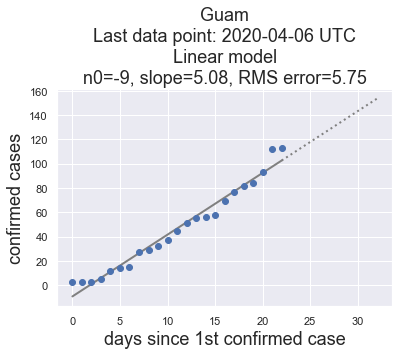 Guam
Last data point: 2020-04-06 UTC
Linear model
n0=-9, slope=5.08, RMS error=5.75
160
140
120
100
80
60
40
20
0
confirmed cases
0 5 10 15 20 25 30
days since 1st confirmed case